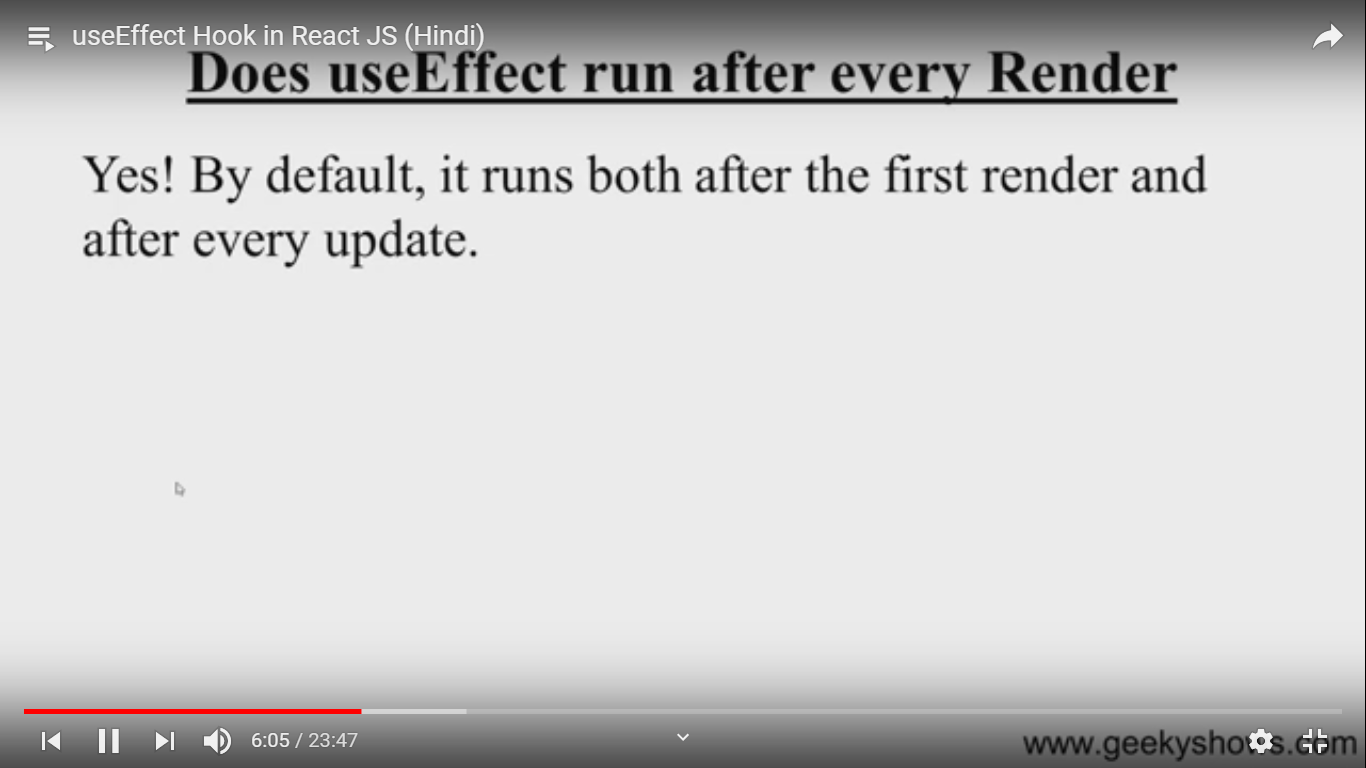 useEffect Hook in React JS (Hindi)
Does useEffect run after every Render
Yes! By default, it runs both after the first render and
after every update.
6:05 / 23:47
www.geekyshows.com